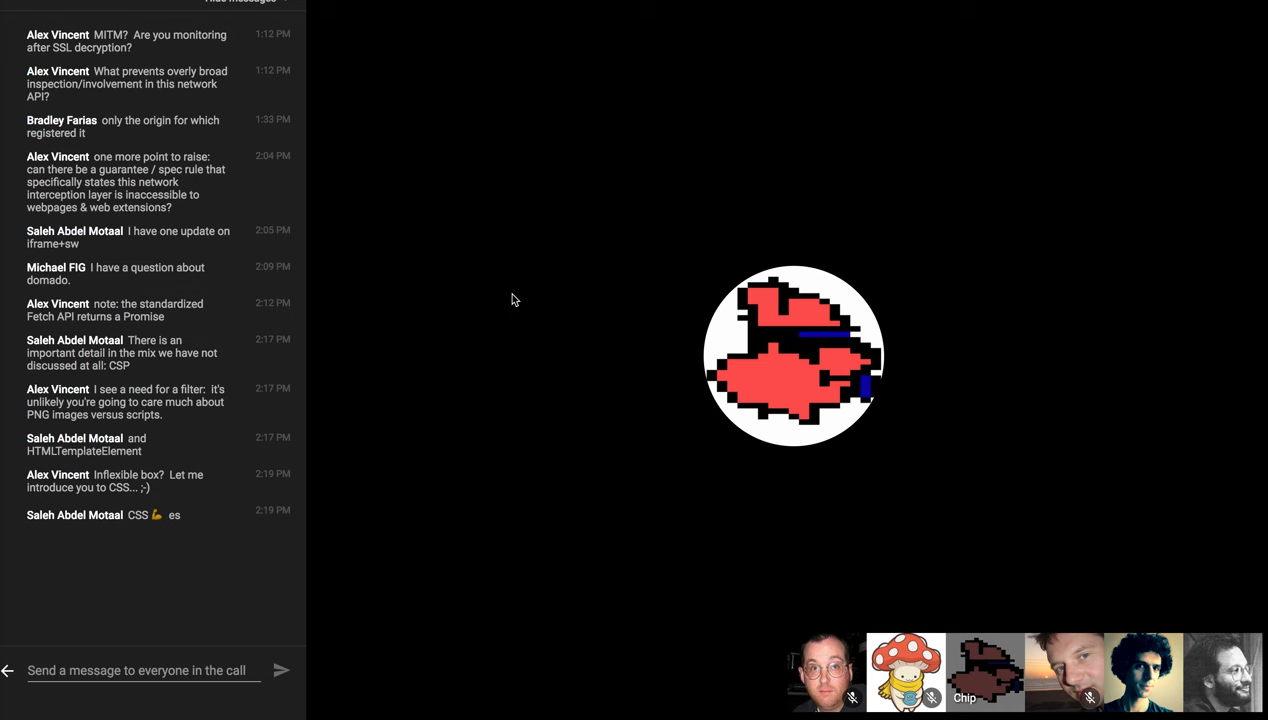 Hide messages
Alex Vincent MITM? Are you monitoring 1:12 PM
after SSL decryption?
Alex Vincent What prevents overly broad 1:12 PM
inspection/involvement in this network
API?
Bradley Farias only the origin for which 1:33 PM
registered it
Alex Vincent one more point to raise: 2:04 PM
can there be a guarantee / spec rule that
specifically states this network
interception layer is inaccessible to
webpages & web extensions?
Saleh Abdel Motaal I have one update on 2:05 PM
iframe+sw
Michael FIG I have a question about 2:09 PM
domado.
Alex Vincent note: the standardized 2:12 PM
Fetch API returns a Promise
Saleh Abdel Motaal There is an 2:17 PM
important detail in the mix we have not
discussed at all: CSP
Alex Vincent I see a need for a filter: it's 2:17 PM
unlikely you're going to care much about
PNG images versus scripts.
Saleh Abdel Motaal and 2:17 PM
HTMLTemplateElement
Alex Vincent Inflexible box? Let me 2:19 PM
introduce you to CSS... ;-)
Saleh Abdel Motaal CSS 💪 es 2:19 PM
Send a message to everyone in the call
Chip